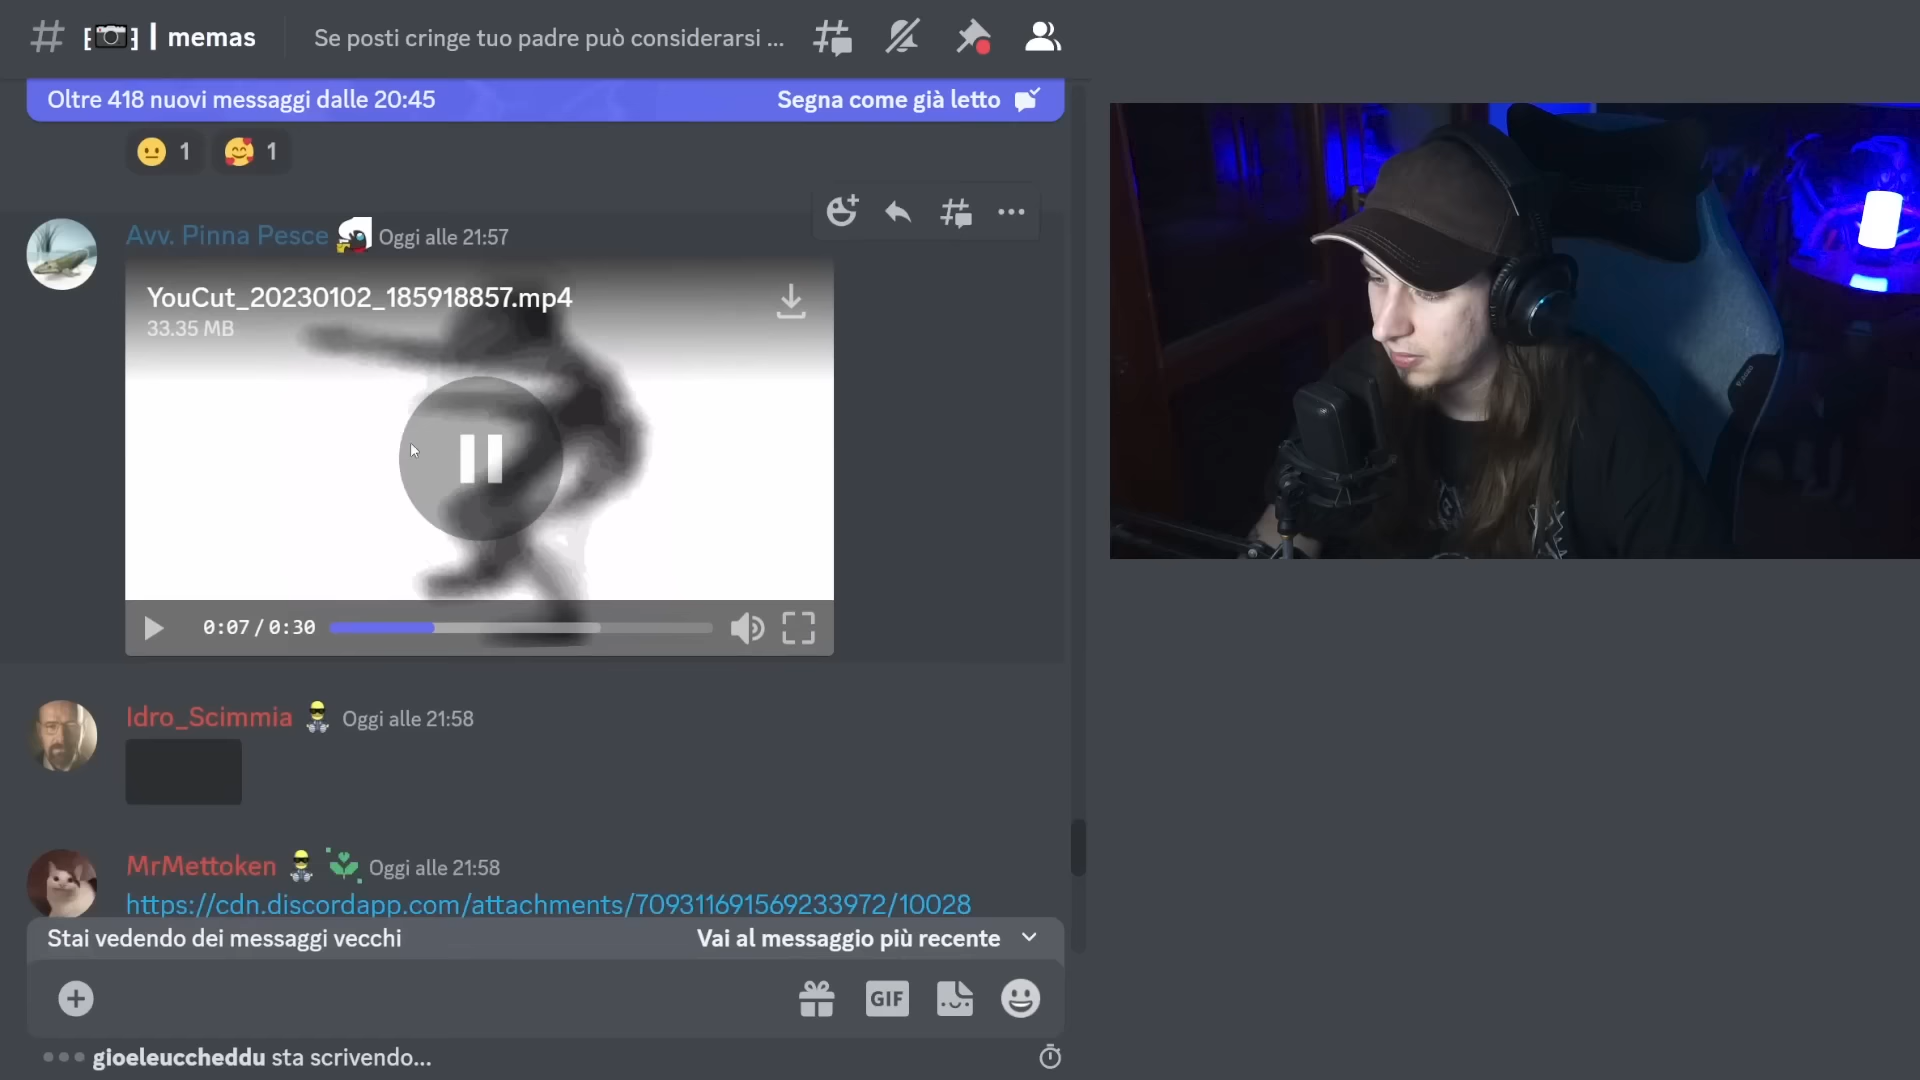 | memas
Se posti cringe tuo padre può considerarsi ...
Oltre 418 nuovi messaggi dalle 20:45
Segna come già letto
1
1
Avv. Pinna Pesce
Oggi alle 21:57
YouCut_20230102_185918857.mp4
33.35 MB
0:07 / 0:30
Idro_Scimmia
Oggi alle 21:58
MrMettoken
Oggi alle 21:58
https://cdn.discordapp.com/attachments/709311691569233972/10028
Stai vedendo dei messaggi vecchi
Vai al messaggio più recente
GIF
gioeleuccheddu sta scrivendo...